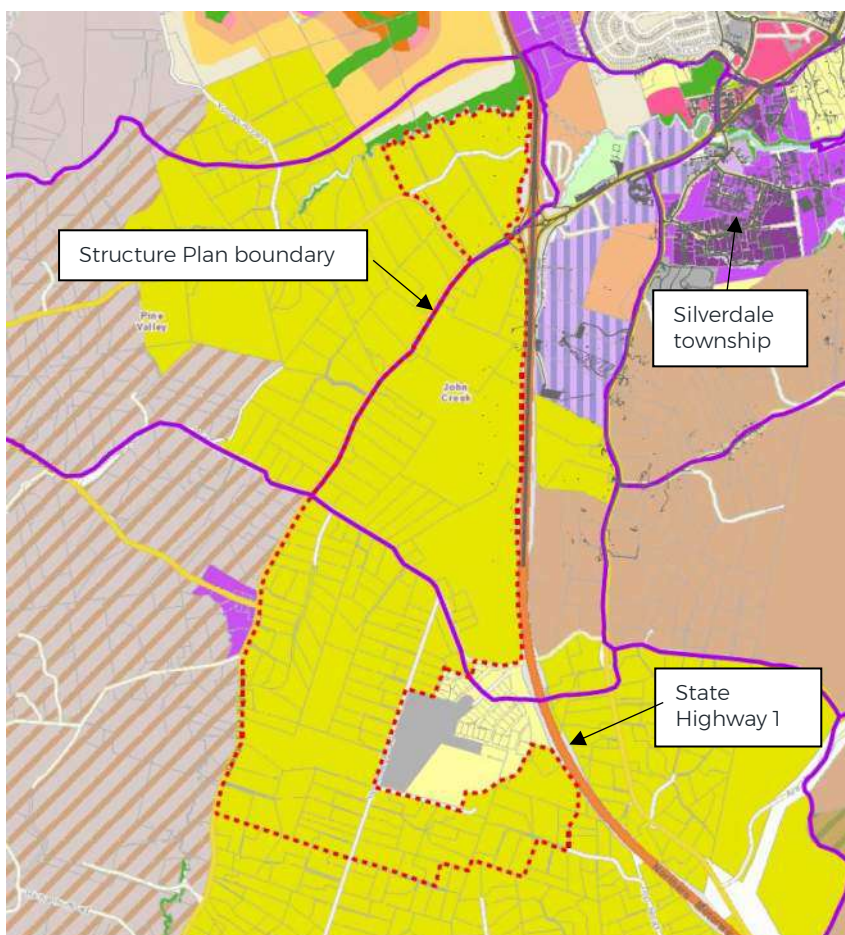 Structure Plan boundary
Silverdale
township
Pine
Valley
John
Creek
State
Highway 1